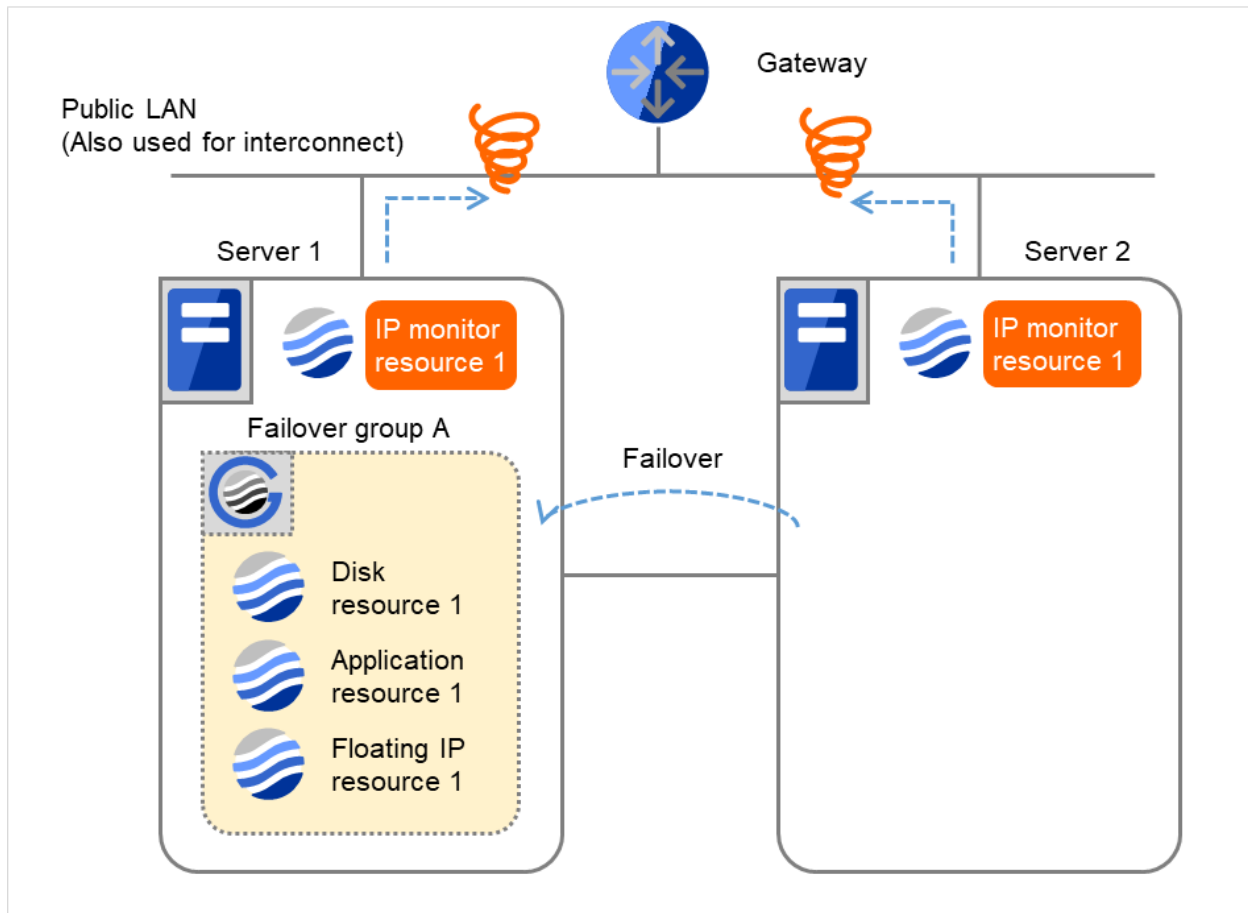 Gateway
Public LAN
(Also used for interconnect)
Server 1
Server 2
IP monitor
resource 1
IP monitor
resource 1
Failover group A
Failover
Disk
resource 1
Application
resource 1
Floating IP
resource 1